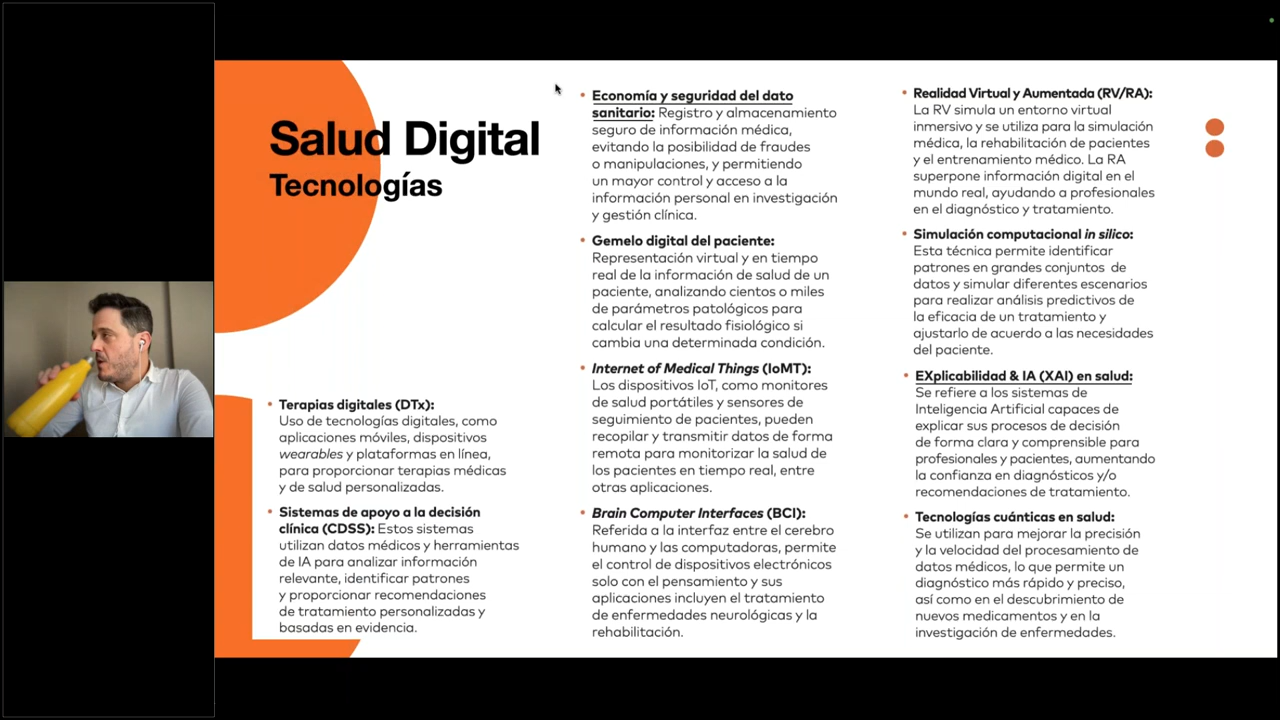 Salud Digital
Tecnologías
• Terapias digitales (DTx):
Uso de tecnologías digitales, como
aplicaciones móviles, dispositivos
wearables y plataformas en línea,
para proporcionar terapias médicas
y de salud personalizadas.
• Sistemas de apoyo a la decisión
clínica (CDSS): Estos sistemas
utilizan datos médicos y herramientas
de IA para analizar información
relevante, identificar patrones
y proporcionar recomendaciones
de tratamiento personalizadas y
basadas en evidencia.
• Economía y seguridad del dato
sanitario: Registro y almacenamiento
seguro de información médica,
evitando la posibilidad de fraudes
o manipulaciones, y permitiendo
un mayor control y acceso a la
información personal en investigación
y gestión clínica.
• Gemelo digital del paciente:
Representación virtual y en tiempo
real de la información de salud de un
paciente, analizando cientos o miles
de parámetros patológicos para
calcular el resultado fisiológico si
cambia una determinada condición.
• Internet of Medical Things (IoMT):
Los dispositivos IoT, como monitores
de salud portátiles y sensores de
seguimiento de pacientes, pueden
recopilar y transmitir datos de forma
remota para monitorizar la salud de
los pacientes en tiempo real, entre
otras aplicaciones.
• Brain Computer Interfaces (BCI):
Referida a la interfaz entre el cerebro
humano y las computadoras, permite
el control de dispositivos electrónicos
solo con el pensamiento y sus
aplicaciones incluyen el tratamiento
de enfermedades neurológicas y la
rehabilitación.
• Realidad Virtual y Aumentada (RV/RA):
La RV simula un entorno virtual
inmersivo y se utiliza para la simulación
médica, la rehabilitación de pacientes
y el entrenamiento médico. La RA
superpone información digital en el
mundo real, ayudando a profesionales
en el diagnóstico y tratamiento.
• Simulación computacional in silico:
Esta técnica permite identificar
patrones en grandes conjuntos de
datos y simular diferentes escenarios
para realizar análisis predictivos de
la eficacia de un tratamiento y
ajustarlo de acuerdo a las necesidades
del paciente.
• EXplicabilidad & IA (XAI) en salud:
Se refiere a los sistemas de
Inteligencia Artificial capaces de
explicar sus procesos de decisión
de forma clara y comprensible para
profesionales y pacientes, aumentando
la confianza en diagnósticos y/o
recomendaciones de tratamiento.
• Tecnologías cuánticas en salud:
Se utilizan para mejorar la precisión
y la velocidad del procesamiento de
datos médicos, lo que permite un
diagnóstico más rápido y preciso,
así como en el descubrimiento de
nuevos medicamentos y en la
investigación de enfermedades.